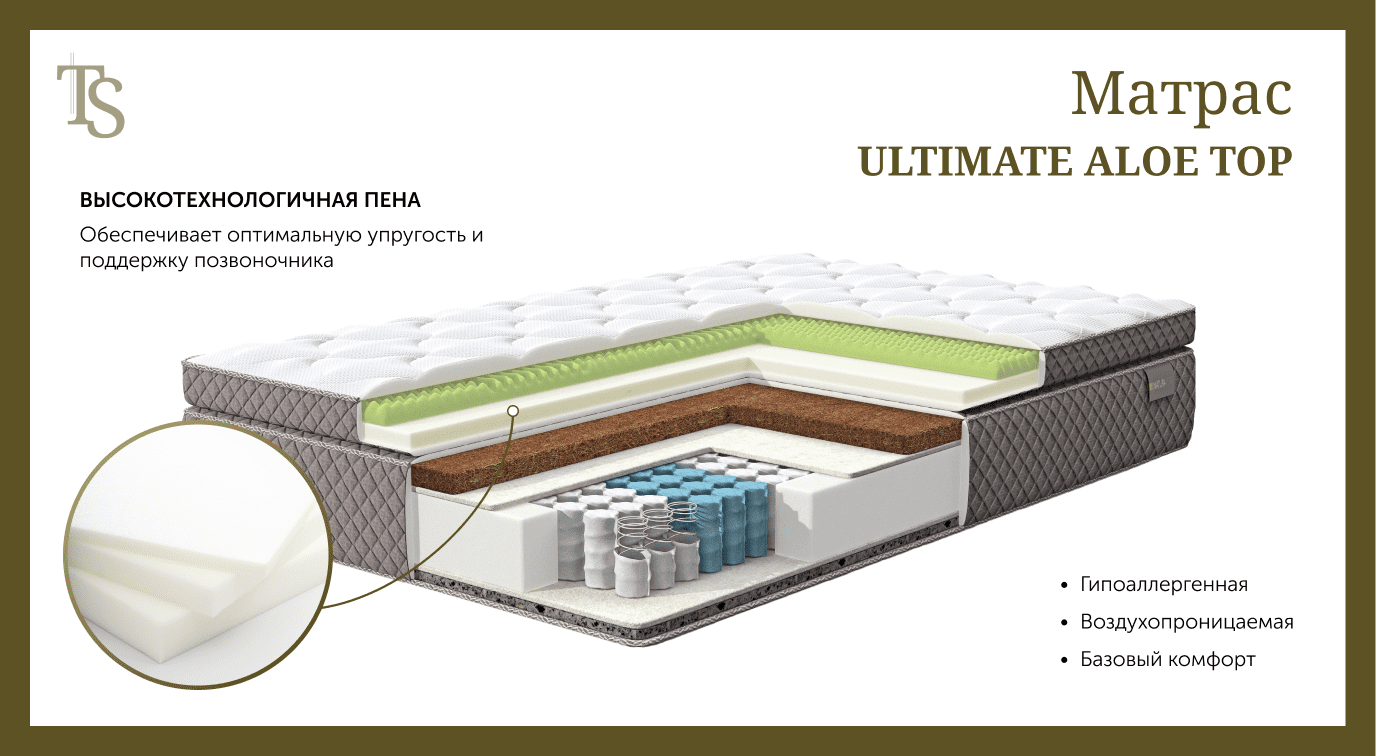 TS
Матрас
ULTIMATE ALOE TOP
ВЫСОКОТЕХНОЛОГИЧНАЯ ПЕНА
Обеспечивает оптимальную упругость и
поддержку позвоночника
• Гипоаллергенная
• Воздухопроницаемая
• Базовый комфорт